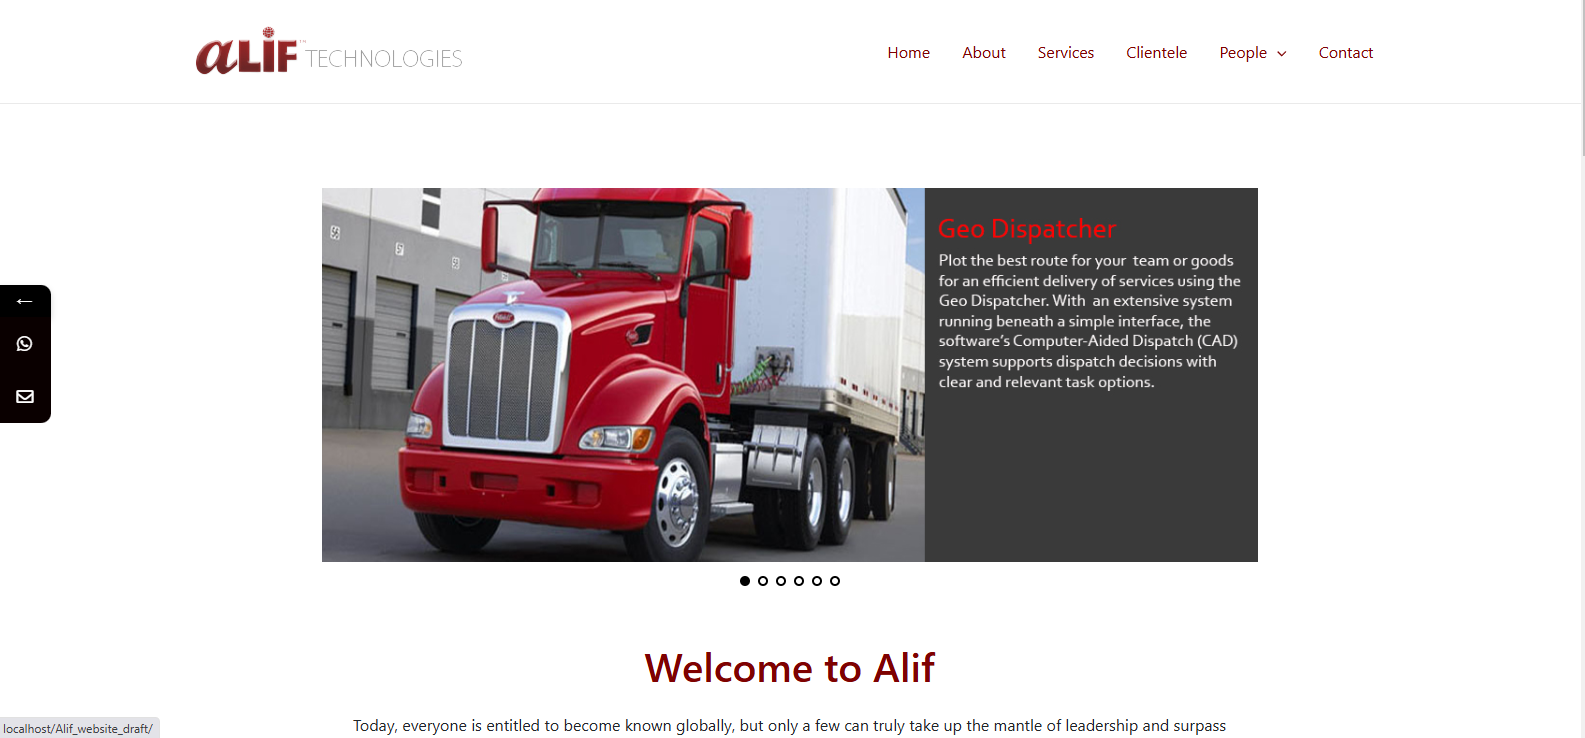 aLIF™ TECHNOLOGIES
Home About Services Clientele People Contact
Geo Dispatcher
Plot the best route for your team or goods
for an efficient delivery of services using the
Geo Dispatcher. With an extensive system
running beneath a simple interface, the
software's Computer-Aided Dispatch (CAD)
system supports dispatch decisions with
clear and relevant task options.
Welcome to Alif
Today, everyone is entitled to become known globally, but only a few can truly take up the mantle of leadership and surpass
localhost/Alif_website_draft/